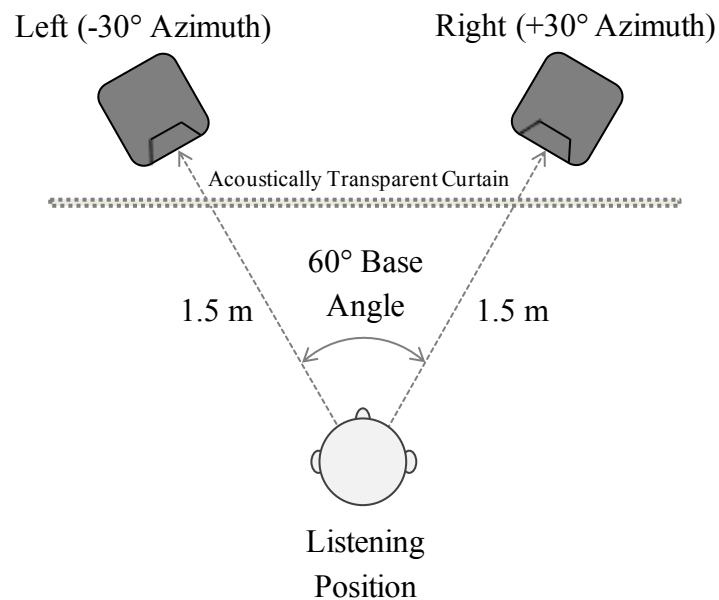 Left (-30° Azimuth)
Right (+30° Azimuth)
Acoustically Transparent Curtain
60° Base
Angle
1.5 m
1.5 m
Listening
Position